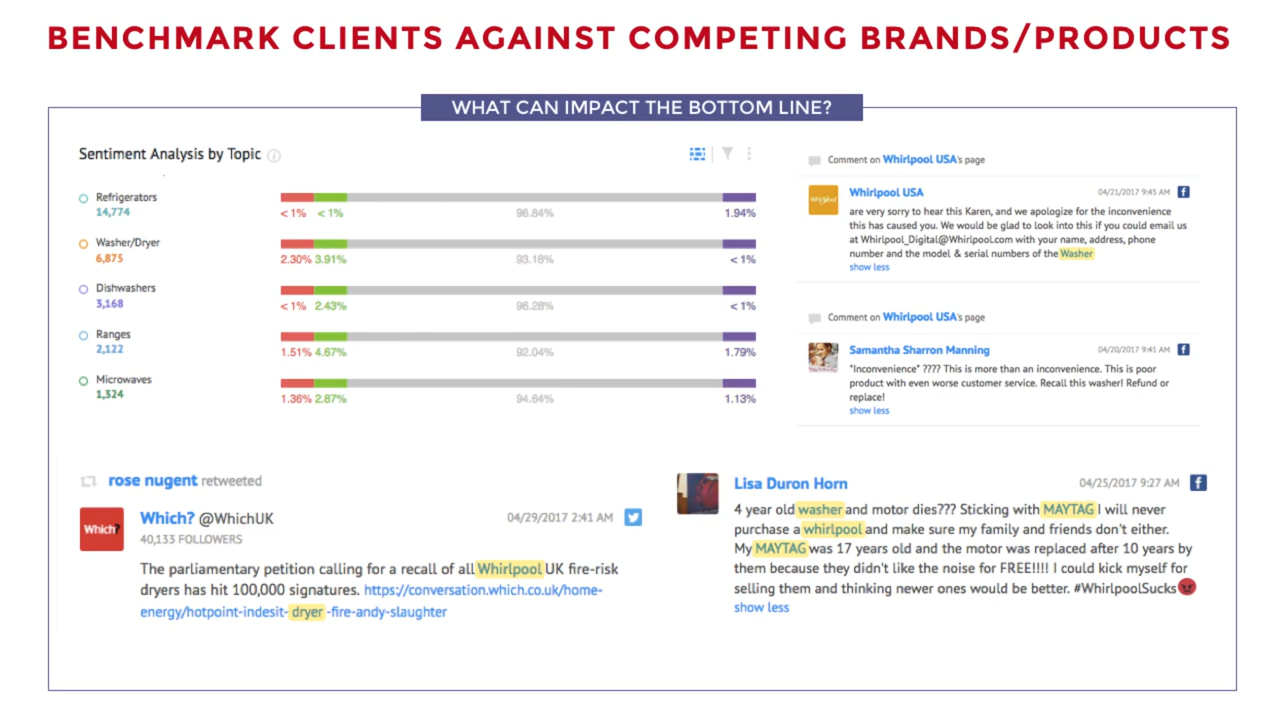 BENCHMARK CLIENTS AGAINST COMPETING BRANDS/PRODUCTS
WHAT CAN IMPACT THE BOTTOM LINE?
Sentiment Analysis by Topic
Refrigerators
14,774
< 1% < 1% 96.84% 1.94%
Washer/Dryer
6,875
2.30% 3.91% 93.18% < 1%
Dishwashers
3,168
< 1% 2.43% 96.28% < 1%
Ranges
2,122
1.51% 4.67% 92.04% 1.79%
Microwaves
1,324
1.36% 2.87% 94.64% 1.13%
Comment on Whirlpool USA's page
Whirlpool USA 04/21/2017 9:45 AM
are very sorry to hear this Karen, and we apologize for the inconvenience
this has caused you. We would be glad to look into this if you could email us
at Whirlpool_Digital@Whirlpool.com with your name, address, phone
number and the model & serial numbers of the Washer
show less
Comment on Whirlpool USA's page
Samantha Sharron Manning 04/20/2017 9:41 AM
"Inconvenience" ???? This is more than an inconvenience. This is poor
product with even worse customer service. Recall this washer! Refund or
replace!
show less
rose nugent retweeted
Which?
Which? @WhichUK 04/29/2017 2:41 AM
40,133 FOLLOWERS
The parliamentary petition calling for a recall of all Whirlpool UK fire-risk
dryers has hit 100,000 signatures. https://conversation.which.co.uk/home-
energy/hotpoint-indesit-dryer-fire-andy-slaughter
Lisa Duron Horn 04/25/2017 9:27 AM
4 year old washer and motor dies??? Sticking with MAYTAG I will never
purchase a whirlpool and make sure my family and friends don't either.
My MAYTAG was 17 years old and the motor was replaced after 10 years by
them because they didn't like the noise for FREE!!!! I could kick myself for
selling them and thinking newer ones would be better. #WhirlpoolSucks😡
show less